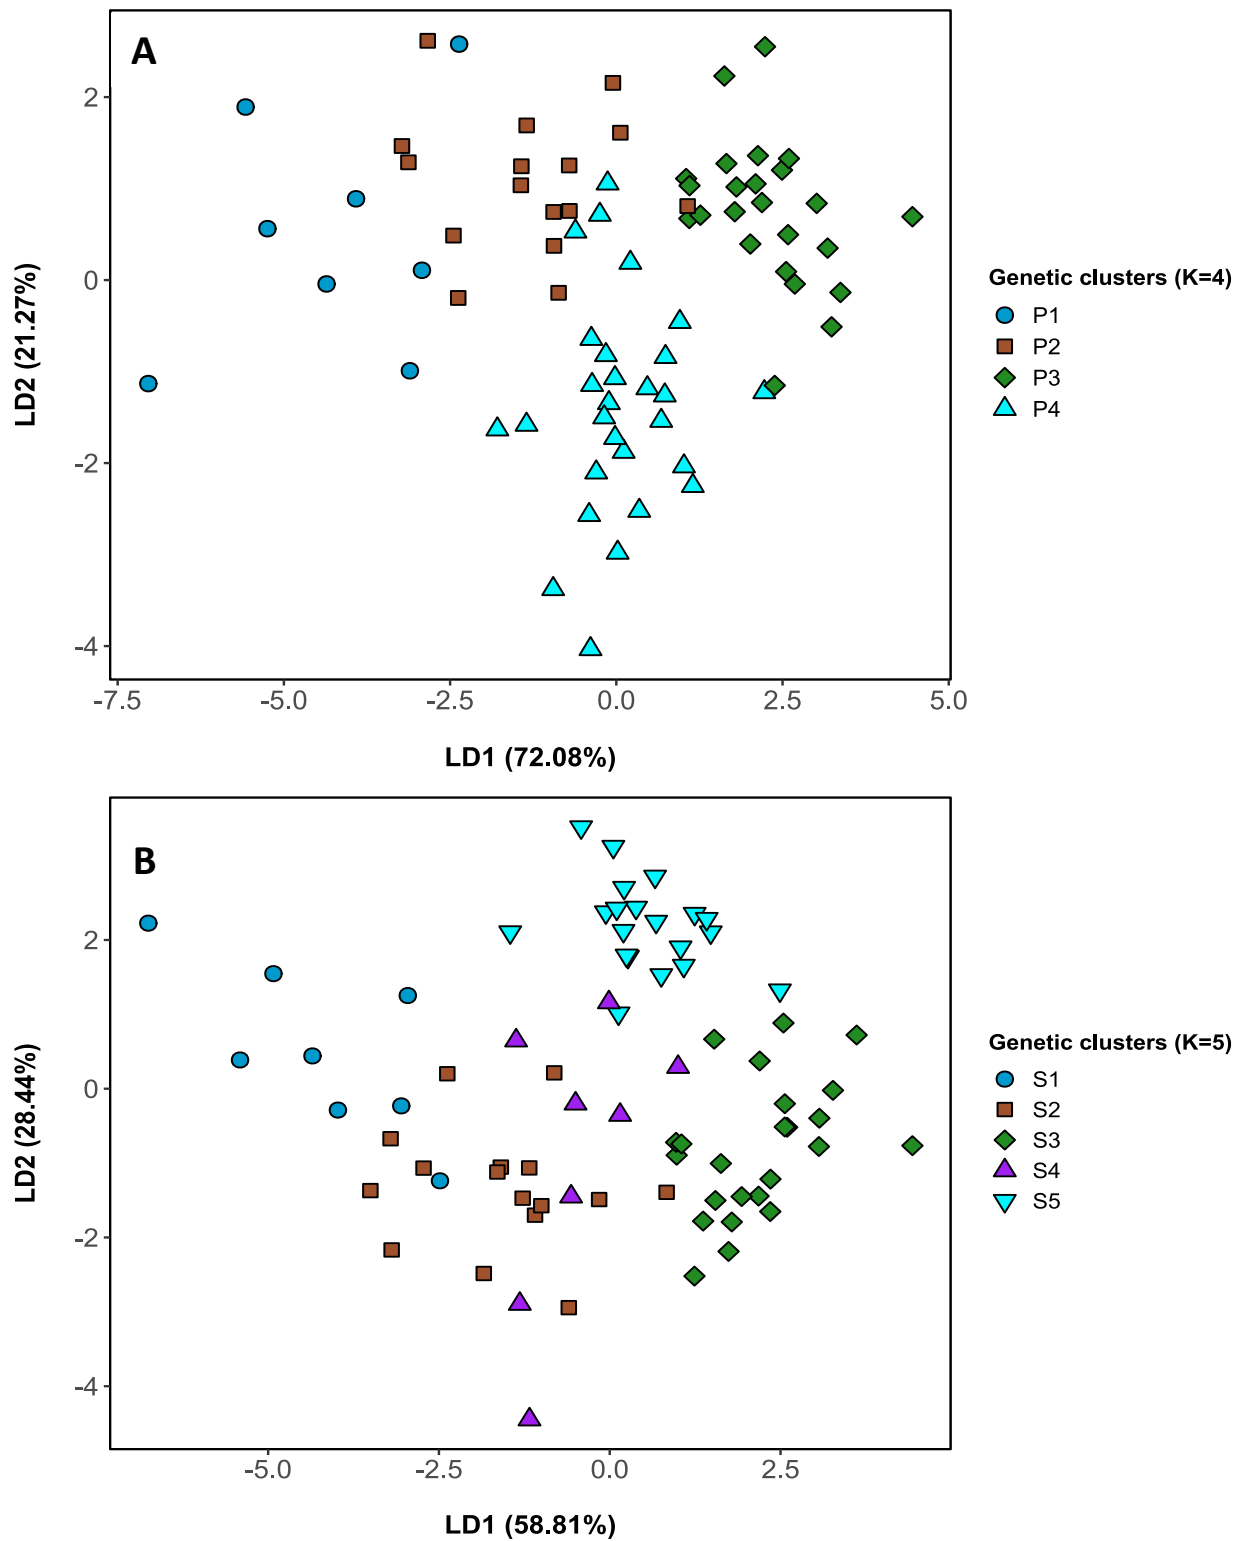 A
2
0
-2
-4
LD2 (21.27%)
-7.5 -5.0 -2.5 0.0 2.5 5.0
LD1 (72.08%)
Genetic clusters (K=4)
P1
P2
P3
P4
B
2
0
-2
-4
LD2 (28.44%)
-5.0 -2.5 0.0 2.5
LD1 (58.81%)
Genetic clusters (K=5)
S1
S2
S3
S4
S5